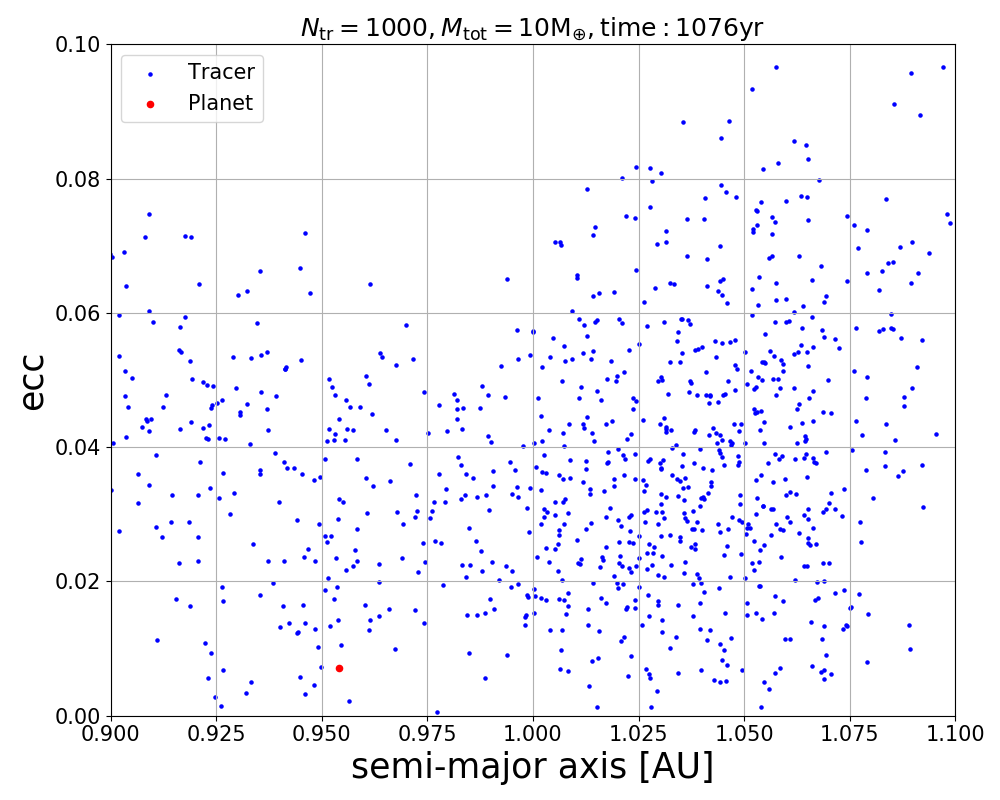 N_tr = 1000, M_tot = 10M_⊕, time : 1076yr
Tracer
Planet
ecc
0.10
0.08
0.06
0.04
0.02
0.00
0.900 0.925 0.950 0.975 1.000 1.025 1.050 1.075 1.100
semi-major axis [AU]